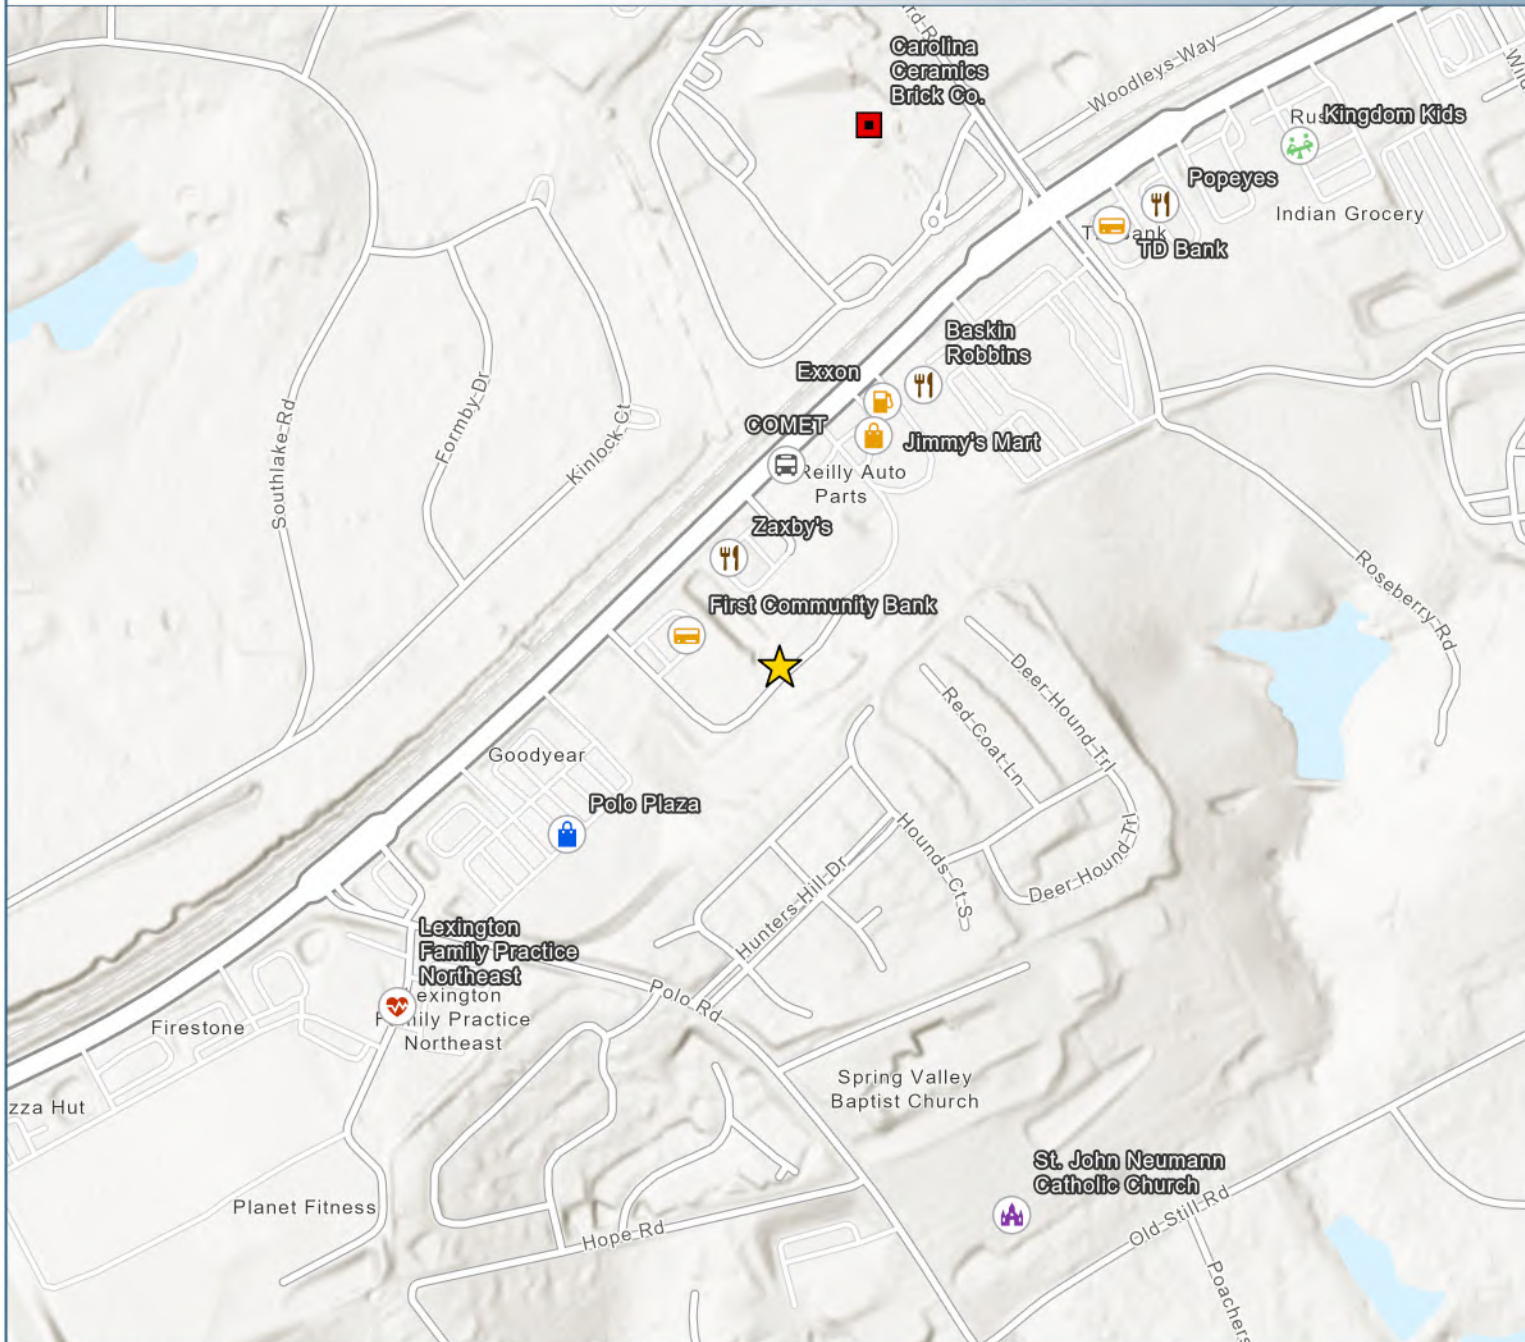 Carolina
Ceramics
Brick Co.
Woodleys Way
Kingdom Kids
Popeyes
Indian Grocery
TD Bank
Baskin
Robbins
Exxon
COMET
Jimmy's Mart
Reilly Auto
Parts
Southlake Rd
Formby Dr
Kinlock Ct
Zaxby's
First Community Bank
Roseberry Rd
Deer Hound Trl
Red Coat Ln
Goodyear
Polo Plaza
Hounds Ct S
Deer Hound Trl
Hunters Hill Dr
Lexington
Family Practice
Northeast
exington
Family Practice
Northeast
Polo Rd
Firestone
Spring Valley
Baptist Church
zza Hut
St. John Neumann
Catholic Church
Planet Fitness
Old Still Rd
Hope Rd
Poachers